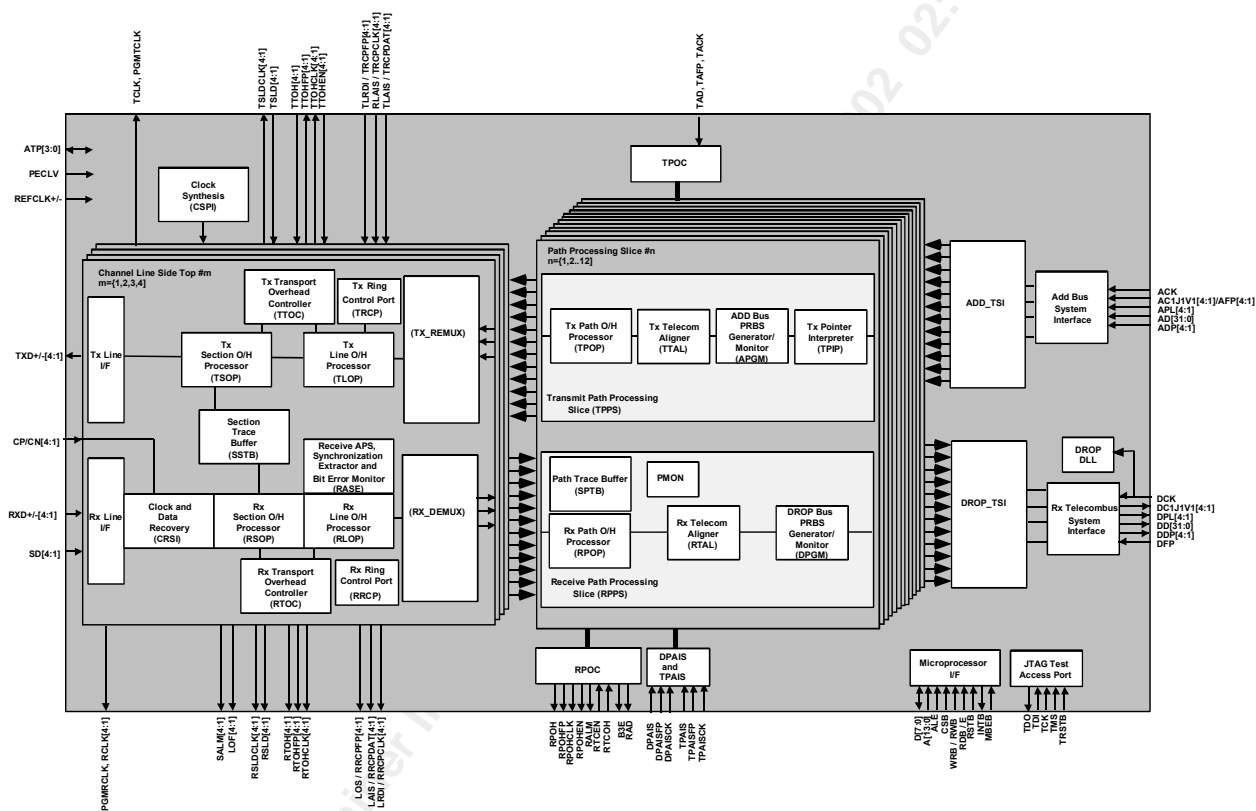 TCLK, PGMTCLK
TSLDCLK[4:1]
TSLD[4:1]
TTOH[4:1]
TTOHFP[4:1]
TTOHCLK[4:1]
TTOHEN[4:1]
TLRDI / TRCPFP[4:1]
RLAIS / TRCPCLK[4:1]
TLAIS / TRCPDAT[4:1]
TAD, TAFP, TACK
002 02:
ATP[3:0]
PECLV
REFCLK+/-
Clock
Synthesis
(CSPI)
TPOC
Channel Line Side Top #m
m={1,2,3,4]
Tx Transport
Overhead
Controller
(TTOC)
Tx Ring
Control Port
(TRCP)
(TX_REMUX)
Tx Line
I/F
Tx
Section O/H
Processor
(TSOP)
Tx
Line O/H
Processor
(TLOP)
TXD+/-[4:1]
Section
Trace
Buffer
(SSTB)
CP/CN[4:1]
Receive APS,
Synchronization
Extractor and
Bit Error Monitor
(RASE)
Rx Line
I/F
Clock and
Data
Recovery
(CRSI)
Rx
Section O/H
Processor
(RSOP)
Rx
Line O/H
Processor
(RLOP)
(RX_DEMUX)
RXD+/-[4:1]
SD[4:1]
Rx Transport
Overhead
Controller
(RTOC)
Rx Ring
Control Port
(RRCP)
Path Processing Slice #n
n={1,2..12]
Tx Path O/H
Processor
(TPOP)
Tx Telecom
Aligner
(TTAL)
ADD Bus
PRBS
Generator/
Monitor
(APGM)
Tx Pointer
Interpreter
(TPIP)
Transmit Path Processing
Slice (TPPS)
Path Trace Buffer
(SPTB)
PMON
Rx Path O/H
Processor
(RPOP)
Rx Telecom
Aligner
(RTAL)
DROP Bus
PRBS
Generator/
Monitor
(DPGM)
Receive Path Processing
Slice (RPPS)
ADD_TSI
Add Bus
System
Interface
ACK
AC1J1V1[4:1]/AFP[4:1]
APL[4:1]
AD[31:0]
ADP[4:1]
DROP_TSI
DROP
DLL
Rx Telecombus
System
Interface
DCK
DC1J1V1[4:1]
DPL[4:1]
DD[31:0]
DDP[4:1]
DFP
RPOC
DPAIS
and
TPAIS
Microprocessor
I/F
JTAG Test
Access Port
PGMRCLK, RCLK[4:1]
SALM[4:1]
LOF[4:1]
RSLDCLK[4:1]
RSLD[4:1]
RTOH[4:1]
RTOHFP[4:1]
RTOHCLK[4:1]
LOS / RRCPFP[4:1]
LAIS / RRCPDAT[4:1]
LRDI / RRCPCLK[4:1]
RPOH
RPOHFP
RPOHCLK
RPOHEN
RALM
RTCEN
RTCOH
B3E
RAD
DPAIS
DPAISFP
DPAISCK
TPAIS
TPAISFP
TPAISCK
D[7:0]
A[13:0]
ALE
CSB
WRB / RWB
RDB / E
RSTB
INTB
MBEB
TDO
TDI
TCK
TMS
TRSTB